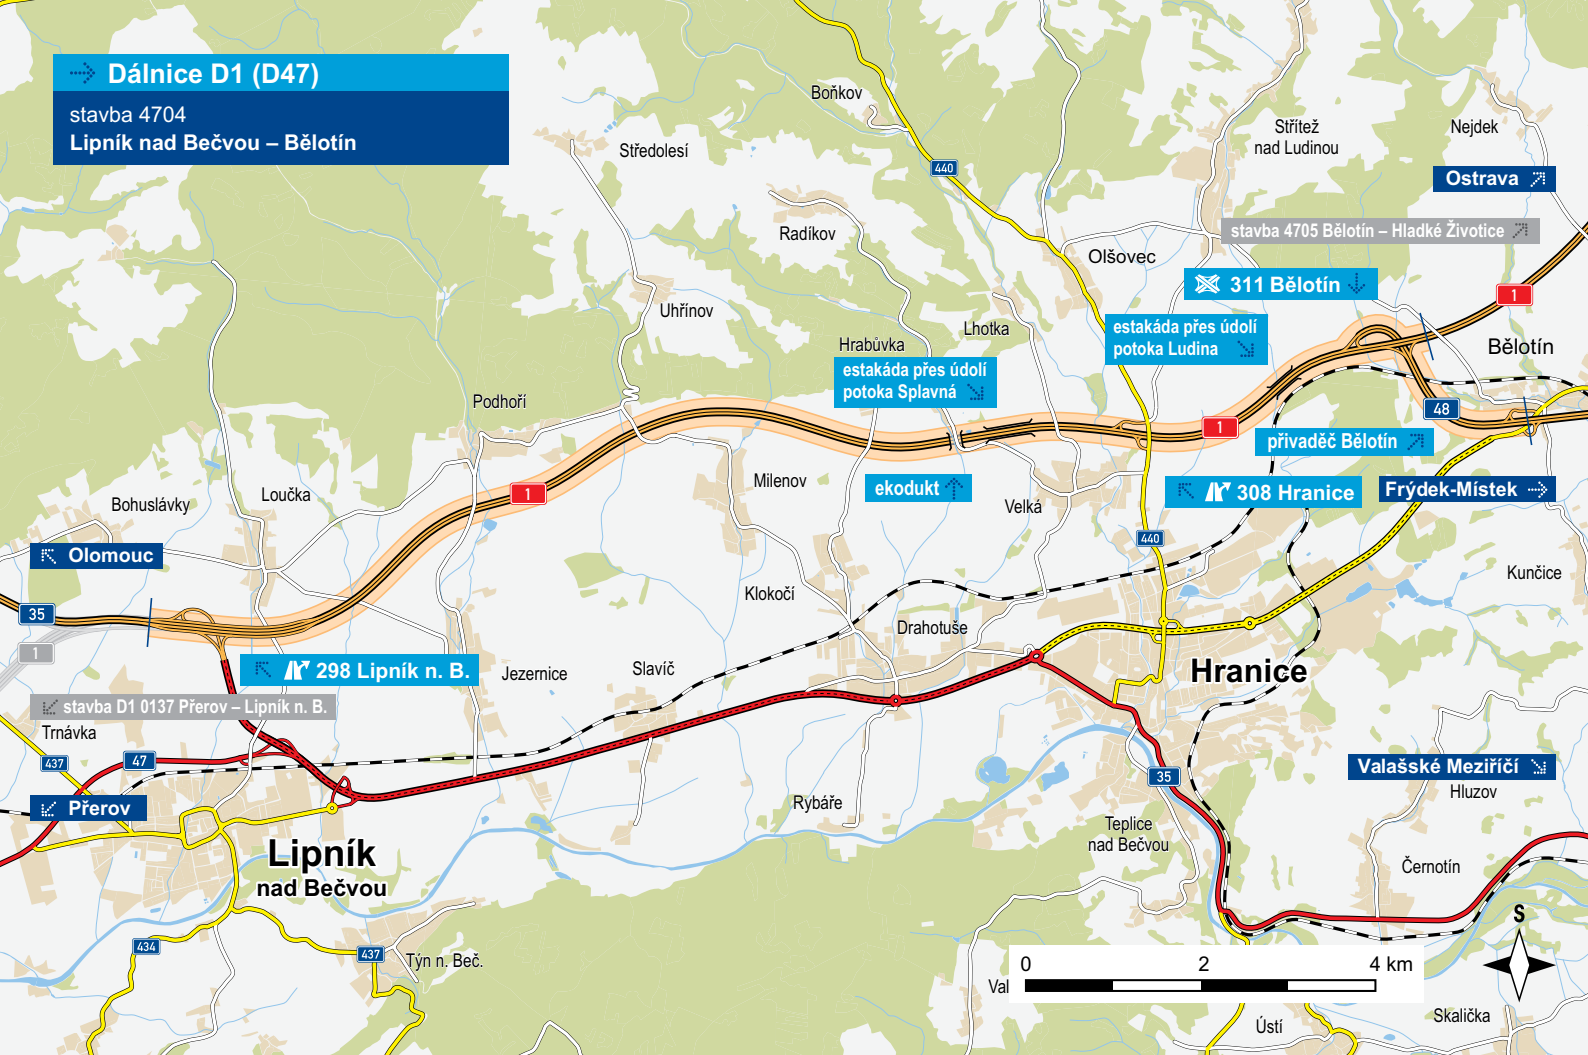 Dálnice D1 (D47)
stavba 4704
Lipník nad Bečvou – Bělotín
Boňkov
Střítež
nad Ludinou
Nejdek
Středolesí
440
Ostrava
Radíkov
stavba 4705 Bělotín – Hladké Životice
Olšovec
311 Bělotín
1
Uhřínov
Lhotka
estakáda přes údolí
potoka Ludina
Hrabůvka
Bělotín
estakáda přes údolí
potoka Splavná
Podhoří
48
1
přivaděč Bělotín
Milenov
ekodukt
308 Hranice
Frýdek-Místek
1
Loučka
Bohuslávky
Velká
440
Olomouc
Kunčice
Klokočí
35
Drahotuše
1
298 Lipník n. B.
Jezernice
Slavíč
Hranice
stavba D1 0137 Přerov – Lipník n. B.
Trnávka
437
47
Valašské Meziříčí
35
Hluzov
Přerov
Rybáře
Teplice
nad Bečvou
Lipník
nad Bečvou
Černotín
S
434
437
Týn n. Beč.
0 2 4 km
Val
Skalička
Ústí